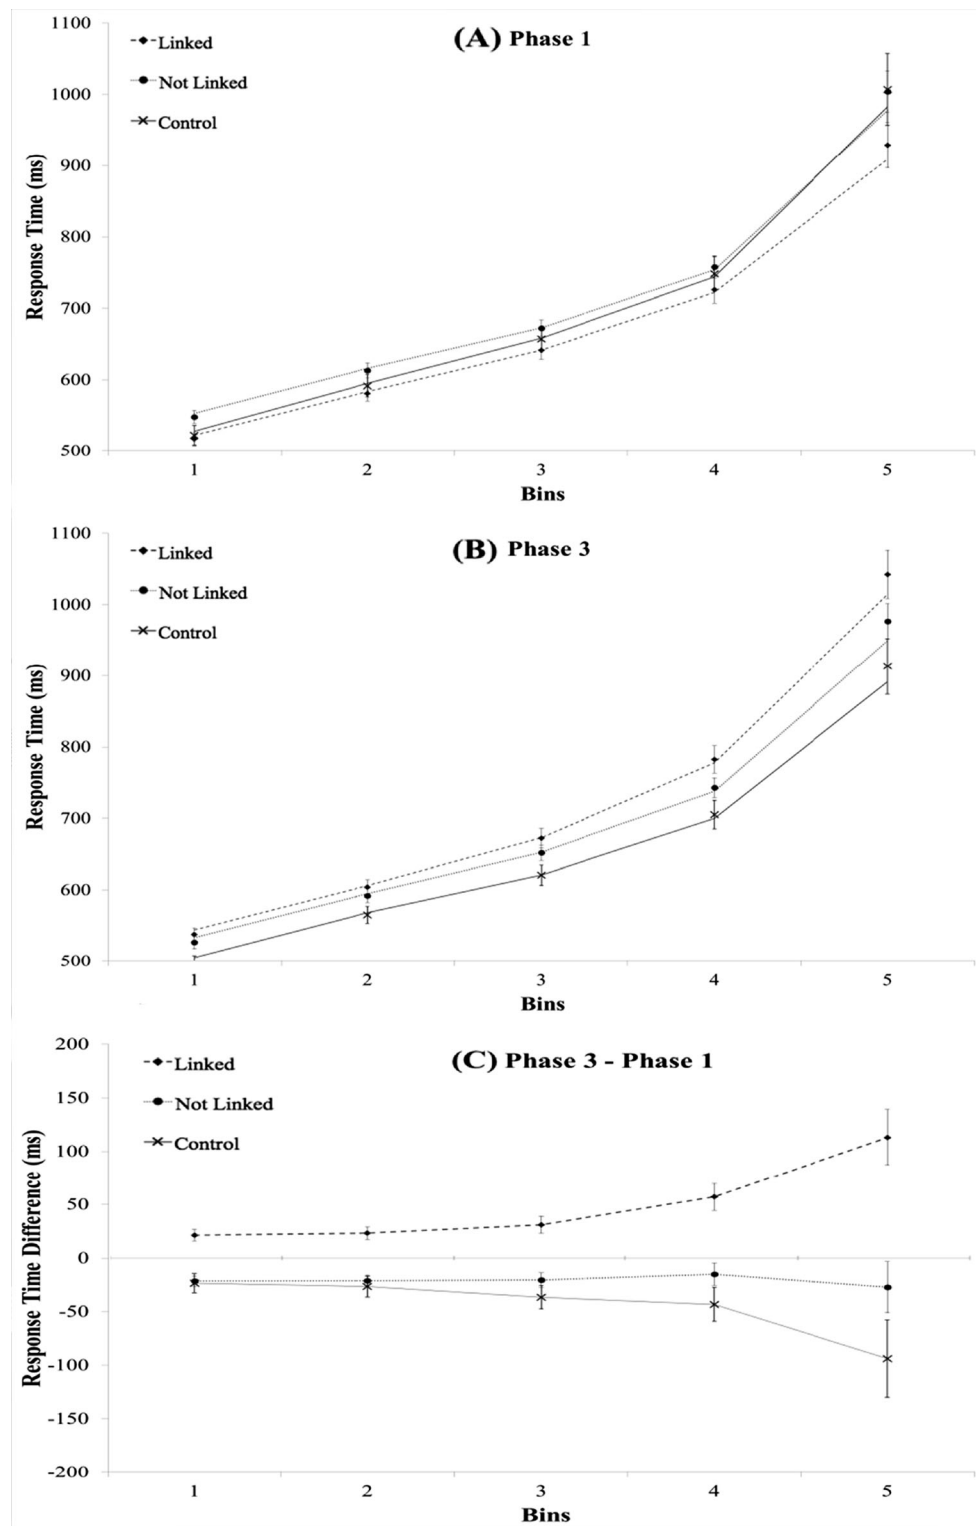 (A) Phase 1
Linked
Not Linked
Control
Response Time (ms)
1100
1000
900
800
700
600
500
1 2 3 4 5
Bins
(B) Phase 3
Linked
Not Linked
Control
Response Time (ms)
1100
1000
900
800
700
600
500
1 2 3 4 5
Bins
(C) Phase 3 - Phase 1
Linked
Not Linked
Control
Response Time Difference (ms)
200
150
100
50
0
-50
-100
-150
-200
1 2 3 4 5
Bins